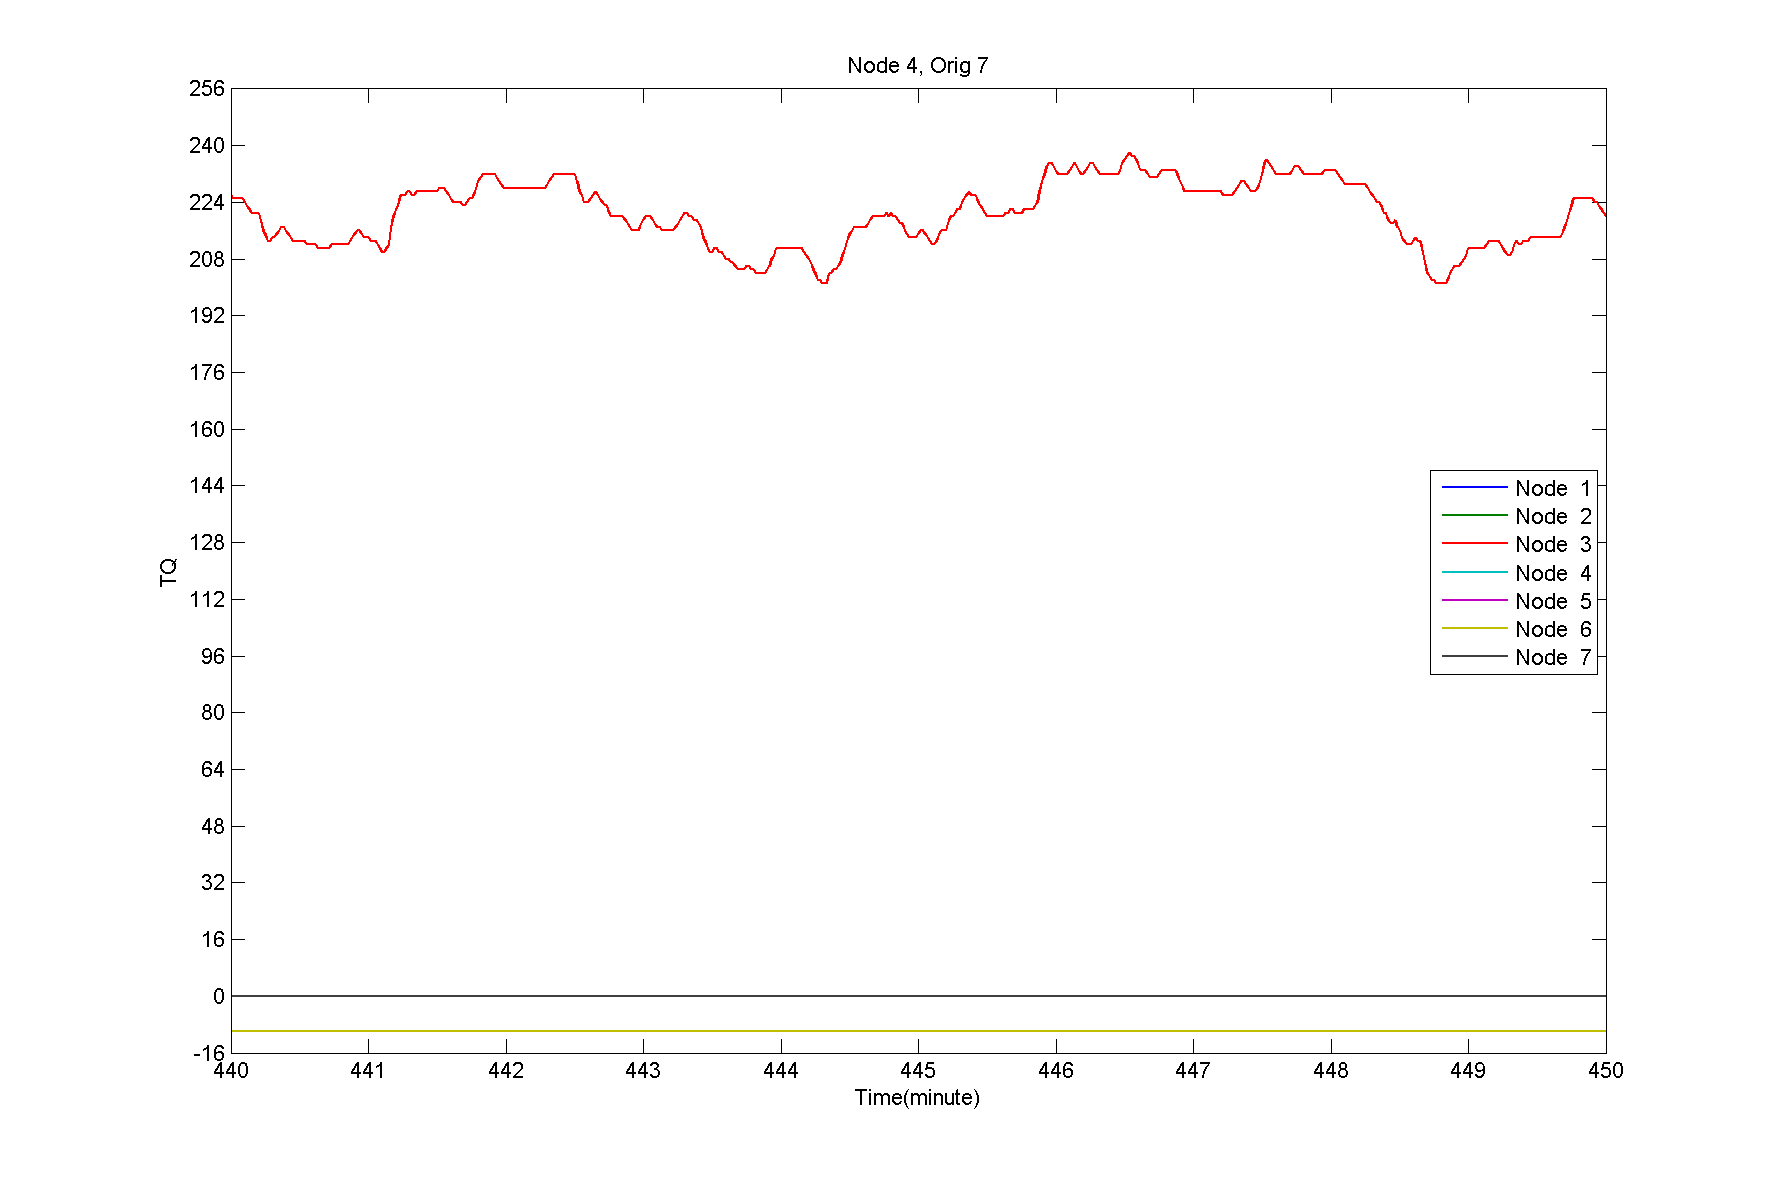 Node 4, Orig 7
256
240
224
208
192
176
160
144
128
112
96
80
64
48
32
16
0
-16
TQ
Node 1
Node 2
Node 3
Node 4
Node 5
Node 6
Node 7
440 441 442 443 444 445 446 447 448 449 450
Time(minute)